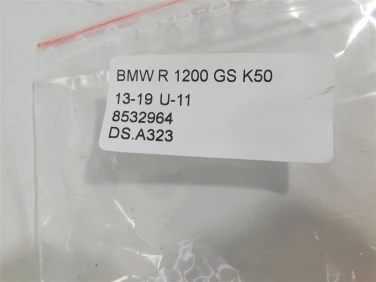 BMW R 1200 GS K50
13-19 U-11
8532964
DS.A323